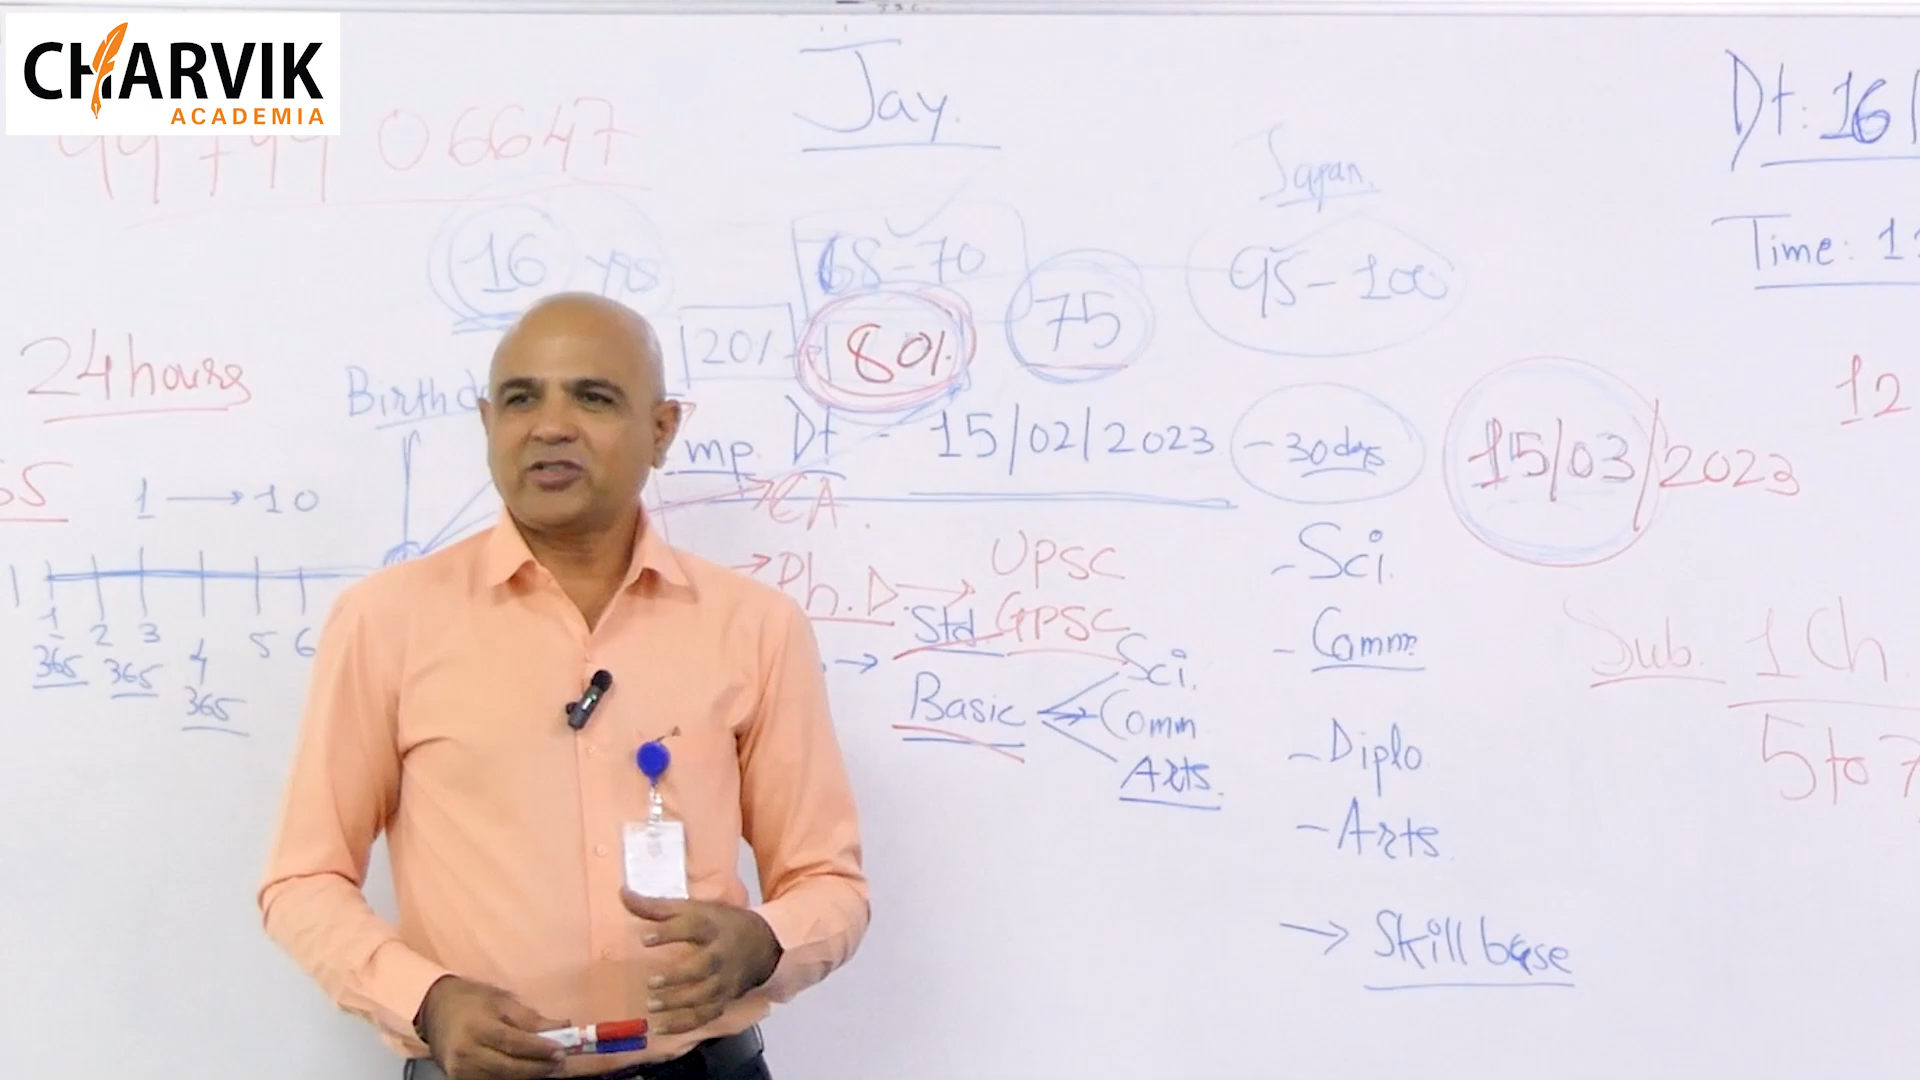 CHARVIK
ACADEMIA
Jay.
Dt: 16/
Japan.
Time: 1
16 yrs
68-70
75
95-100
20%
80%
24 hours
12
Imp. Dt - 15/02/2023 - 30 days
15/03/2023
1 → 10
CA.
Ph.D. → UPSC
GPSC
Std.
→ Basic
Sci.
Comm
Arts.
- Sci.
- Comm.
- Diplo
- Arts.
→ Skill base
Sub. 1 Ch.
5 to 7
1 2 3 4 5 6
365 365 365